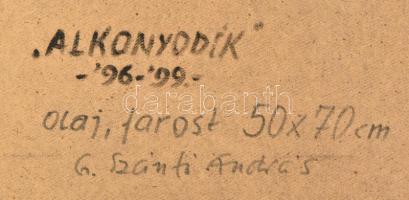 „ALKONYODIK"
-'96-'99.-
olaj, farost 50x70cm
G. Szánti András
darabanth